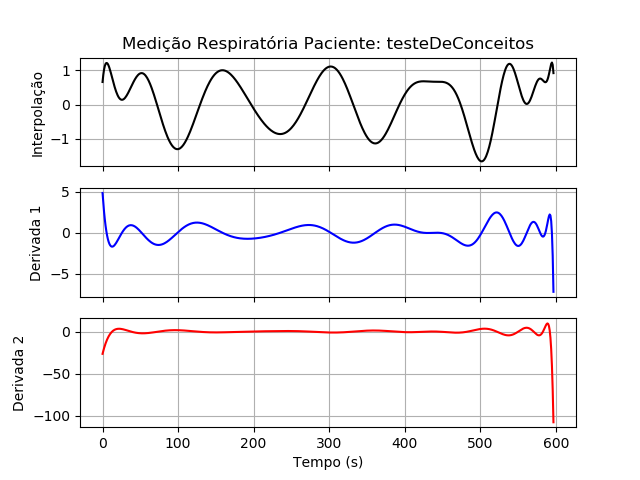 Medição Respiratória Paciente: testeDeConceitos
Interpolação
1
0
−1
Derivada 1
5
0
−5
Derivada 2
0
−50
−100
0 100 200 300 400 500 600
Tempo (s)